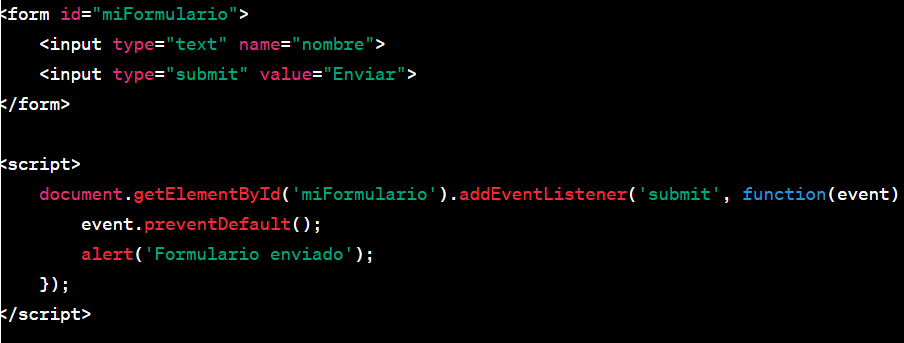 <form id="miFormulario">
<input type="text" name="nombre">
<input type="submit" value="Enviar">
</form>
<script>
document.getElementById('miFormulario').addEventListener('submit', function(event)
event.preventDefault();
alert('Formulario enviado');
});
</script>